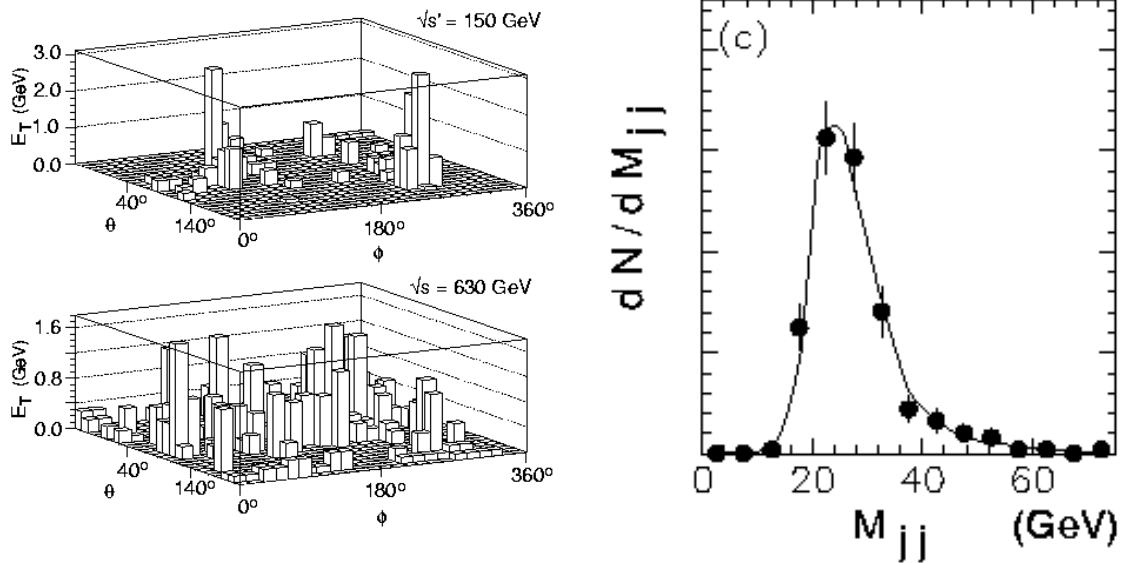 √s' = 150 GeV
3.0
2.0
1.0
0.0
E_T (GeV)
40°
140°
θ
0°
180°
360°
ϕ
√s = 630 GeV
1.6
0.8
0.0
E_T (GeV)
40°
140°
θ
0°
180°
360°
ϕ
(c)
dN/dM_jj
0
20
40
60
M_jj (GeV)